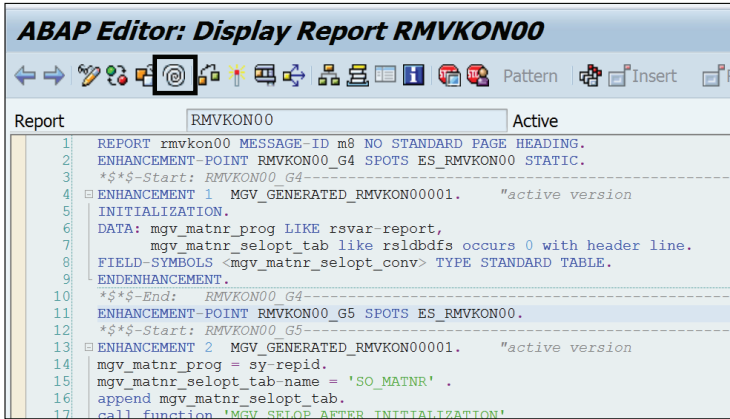 ABAP Editor: Display Report RMVKON00
Pattern Insert
Report RMVKON00 Active
1 REPORT rmvkon00 MESSAGE-ID m8 NO STANDARD PAGE HEADING.
2 ENHANCEMENT-POINT RMVKON00_G4 SPOTS ES_RMVKON00 STATIC.
3 *$*$-Start: RMVKON00_G4----------------------------------------------------
4 ENHANCEMENT 1 MGV_GENERATED_RMVKON00001. "active version
5 INITIALIZATION.
6 DATA: mgv_matnr_prog LIKE rsvar-report,
7 mgv_matnr_selopt_tab like rsldbdfs occurs 0 with header line.
8 FIELD-SYMBOLS <mgv_matnr_selopt_conv> TYPE STANDARD TABLE.
9 ENDENHANCEMENT.
10 *$*$-End: RMVKON00_G4----------------------------------------------------
11 ENHANCEMENT-POINT RMVKON00_G5 SPOTS ES_RMVKON00.
12 *$*$-Start: RMVKON00_G5----------------------------------------------------
13 ENHANCEMENT 2 MGV_GENERATED_RMVKON00001. "active version
14 mgv_matnr_prog = sy-repid.
15 mgv_matnr_selopt_tab-name = 'SO_MATNR' .
16 append mgv_matnr_selopt_tab.
17 call function 'MGV_SELOP_AFTER_INITIALIZATION'